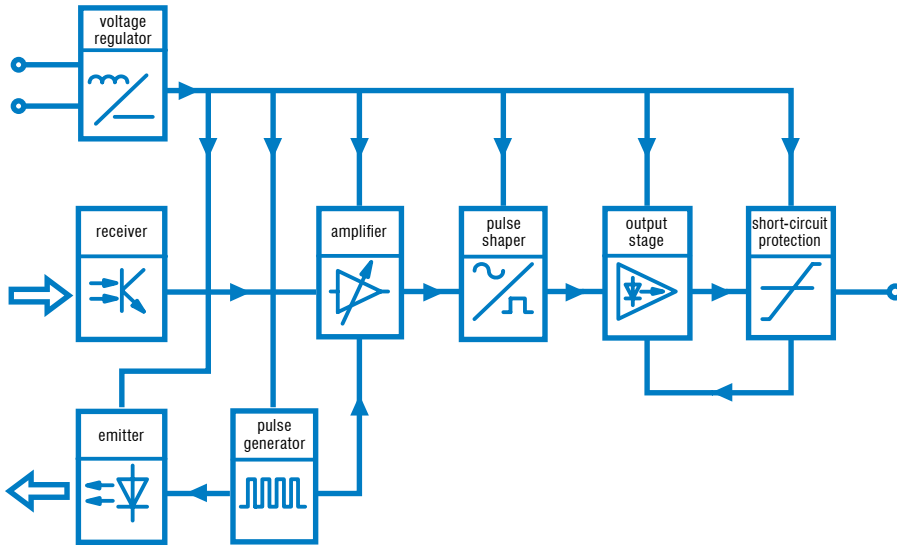 voltage
regulator
receiver
amplifier
pulse
shaper
output
stage
short-circuit
protection
emitter
pulse
generator